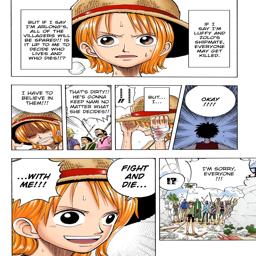 IF I SAY
I'M LUFFY
AND ZOLO'S
SHIPMATE,
EVERYONE
MAY GET
KILLED.
BUT IF I SAY
I'M ARLONG'S,
ALL OF THE
VILLAGERS WILL
BE SPARED!! IS
IT UP TO ME TO
DECIDE WHO
LIVES AND
WHO DIES!?
OKAY
!!!!
BUT...
I...
THAT'S DIRTY!!
HE'S GONNA
KEEP NAMI NO
MATTER WHAT
SHE DECIDES!!
I HAVE TO
BELIEVE IN
THEM!!!
I'M SORRY,
EVERYONE
!!!
!?
FIGHT
AND
DIE...
...WITH
ME!!!